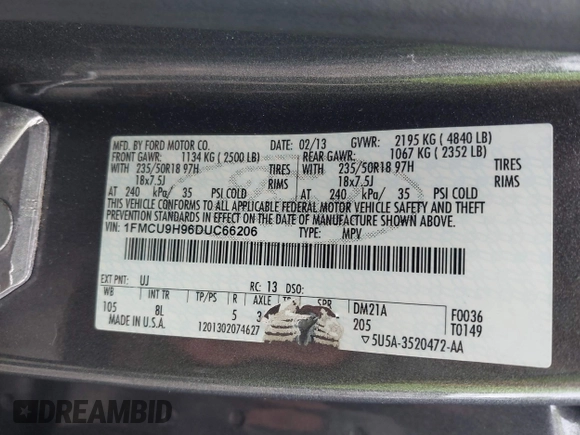 MFD. BY FORD MOTOR CO.
DATE: 02/13 GVWR: 2195 KG ( 4840 LB)
FRONT GAWR: 1134 KG ( 2500 LB) REAR GAWR: 1067 KG ( 2352 LB)
WITH 235/50R18 97H TIRES WITH 235/50R18 97H TIRES
18x7.5J RIMS 18x7.5J RIMS
AT 240 kPa/ 35 PSI COLD AT 240 kPa/ 35 PSI COLD
THIS VEHICLE CONFORMS TO ALL APPLICABLE FEDERAL MOTOR VEHICLE SAFETY AND THEFT
PREVENTION STANDARDS IN EFFECT ON THE DATE OF MANUFACTURE SHOWN ABOVE.
VIN: 1FMCU9H96DUC66206 TYPE: MPV
EXT PNT: UJ RC: 13 DSO:
WB INT TR TP/PS R AXLE SPR DM21A F0036
105 8L 5 3 205 T0149
MADE IN U.S.A. 1201302074627 ▽5U5A-3520472-AA
DREAMBID